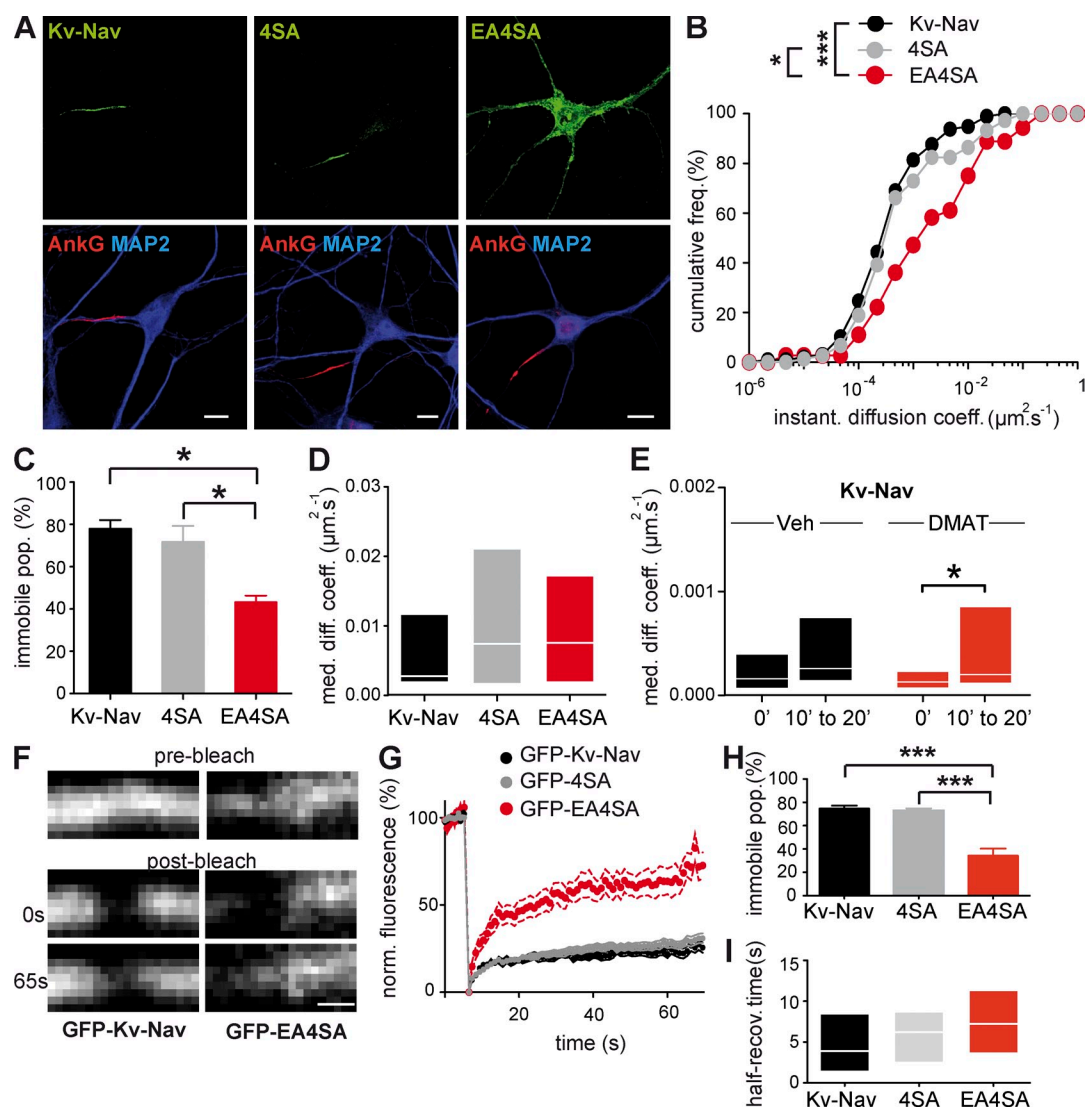 A
Kv-Nav
4SA
EA4SA
AnkG MAP2
AnkG MAP2
AnkG MAP2
B
Kv-Nav
4SA
EA4SA
*
***
cumulative freq.(%)
100
80
60
40
20
0
10-6
10-4
10-2
1
instant. diffusion coeff. (µm2s-1)
C
immobile pop. (%)
100
80
60
40
20
0
*
*
Kv-Nav
4SA
EA4SA
D
med. diff. coeff. (µm2.s-1)
0.03
0.02
0.01
0.00
Kv-Nav
4SA
EA4SA
E
Kv-Nav
Veh
DMAT
med. diff. coeff. (µm2.s-1)
0.002
0.001
0.000
*
0'
10' to 20'
0'
10' to 20'
F
pre-bleach
post-bleach
0s
65s
GFP-Kv-Nav
GFP-EA4SA
G
GFP-Kv-Nav
GFP-4SA
GFP-EA4SA
norm. fluorescence (%)
100
50
0
20
40
60
time (s)
H
immobile pop.(%)
100
80
60
40
20
0
***
***
Kv-Nav
4SA
EA4SA
I
half-recov.time(s)
15
10
5
0
Kv-Nav
4SA
EA4SA